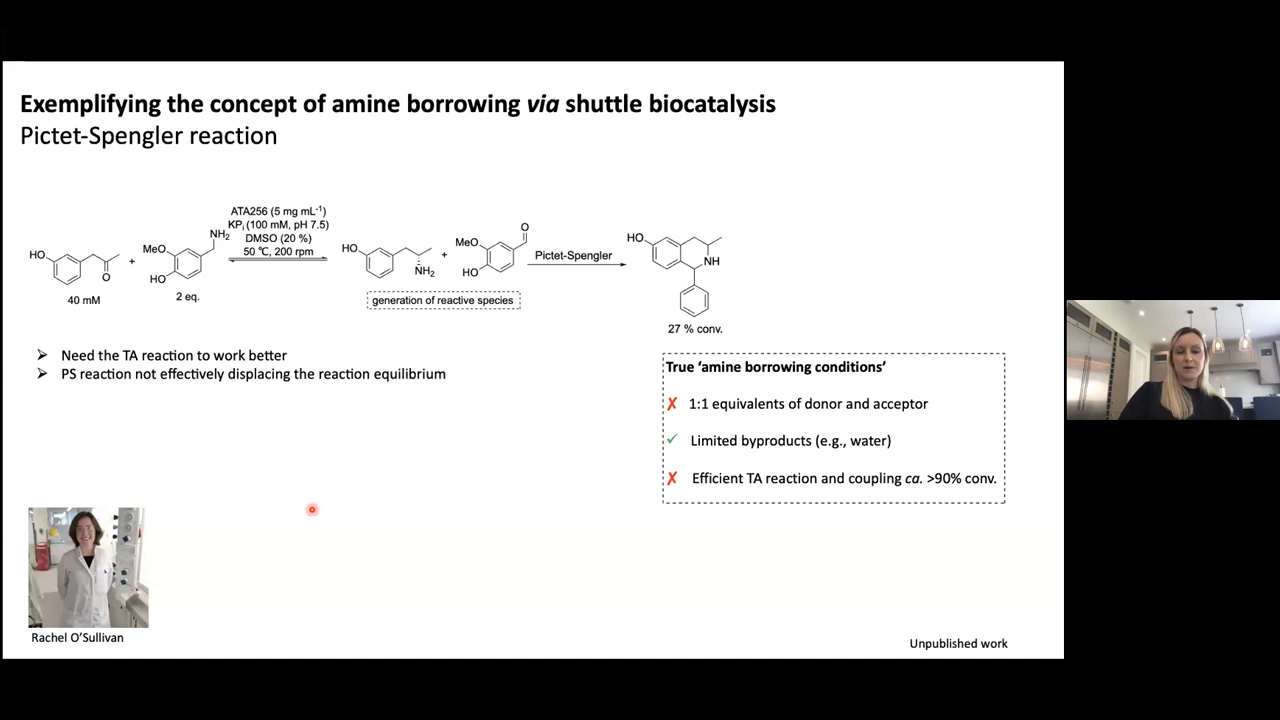 Exemplifying the concept of amine borrowing via shuttle biocatalysis
Pictet-Spengler reaction
ATA256 (5 mg mL⁻¹)
KPᵢ (100 mM, pH 7.5)
DMSO (20 %)
50 °C, 200 rpm
HO
O
40 mM
+
MeO
HO
NH₂
2 eq.
HO
NH₂
+
MeO
HO
O
generation of reactive species
Pictet-Spengler
HO
NH
27 % conv.
➢ Need the TA reaction to work better
➢ PS reaction not effectively displacing the reaction equilibrium
True ‘amine borrowing conditions’
✗ 1:1 equivalents of donor and acceptor
✓ Limited byproducts (e.g., water)
✗ Efficient TA reaction and coupling ca. >90% conv.
Rachel O’Sullivan
Unpublished work